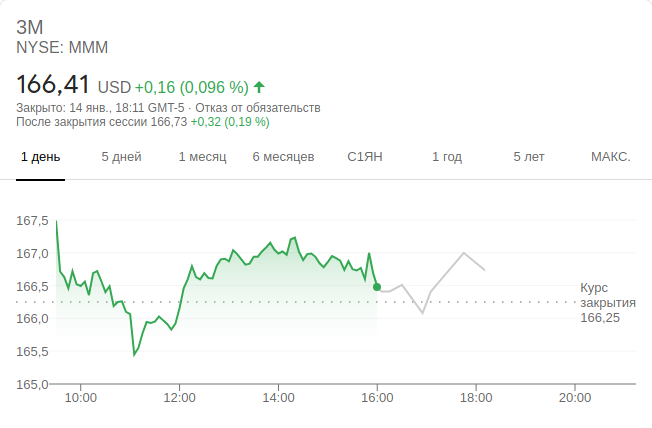 3M
NYSE: MMM
166,41 USD +0,16 (0,096 %)
Закрыто: 14 янв., 18:11 GMT-5 · Отказ от обязательств
После закрытия сессии 166,73 +0,32 (0,19 %)
1 день 5 дней 1 месяц 6 месяцев С1ЯН 1 год 5 лет МАКС.
167,5
167,0
166,5
166,0
165,5
165,0
Курс
закрытия
166,25
10:00 12:00 14:00 16:00 18:00 20:00